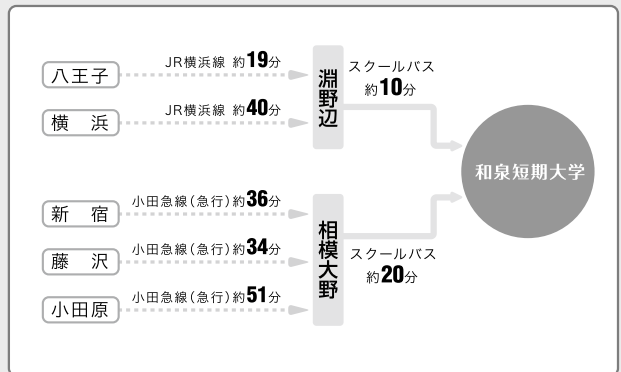 八王子
JR横浜線 約19分
横 浜
JR横浜線 約40分
淵野辺
スクールバス
約10分
新 宿
小田急線(急行)約36分
藤 沢
小田急線(急行)約34分
小田原
小田急線(急行)約51分
相模大野
スクールバス
約20分
和泉短期大学